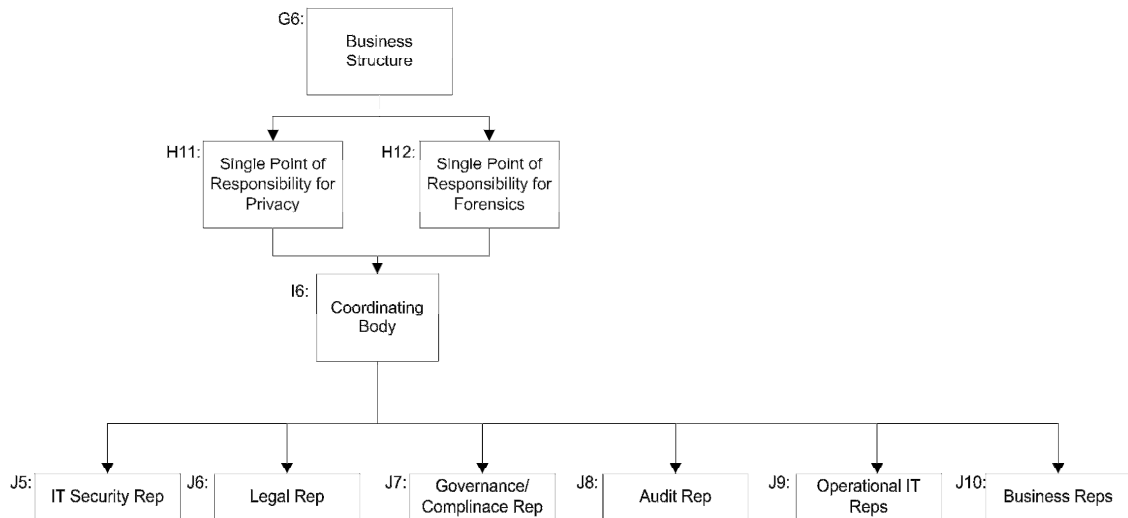 G6:
Business
Structure
H11:
Single Point of
Responsibility for
Privacy
H12:
Single Point of
Responsibility for
Forensics
I6:
Coordinating
Body
J5:
IT Security Rep
J6:
Legal Rep
J7:
Governance/
Complinace Rep
J8:
Audit Rep
J9:
Operational IT
Reps
J10:
Business Reps